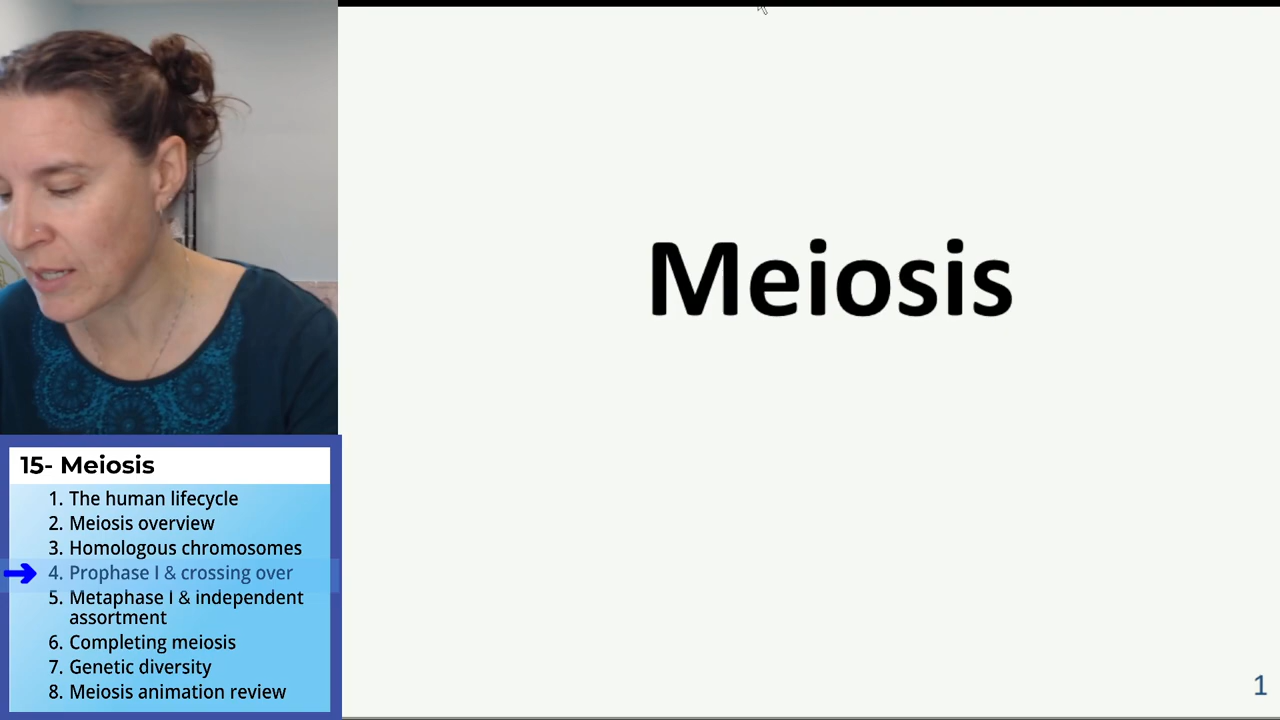 Meiosis
15- Meiosis
1. The human lifecycle
2. Meiosis overview
3. Homologous chromosomes
4. Prophase I & crossing over
5. Metaphase I & independent
assortment
6. Completing meiosis
7. Genetic diversity
8. Meiosis animation review
1